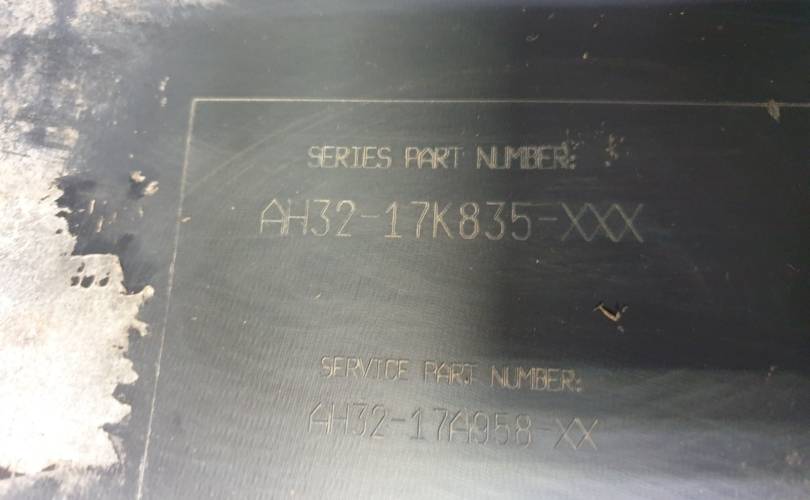 SERIES PART NUMBER:
AH32-17K835-XXX
SERVICE PART NUMBER:
AH32-17A958-XX